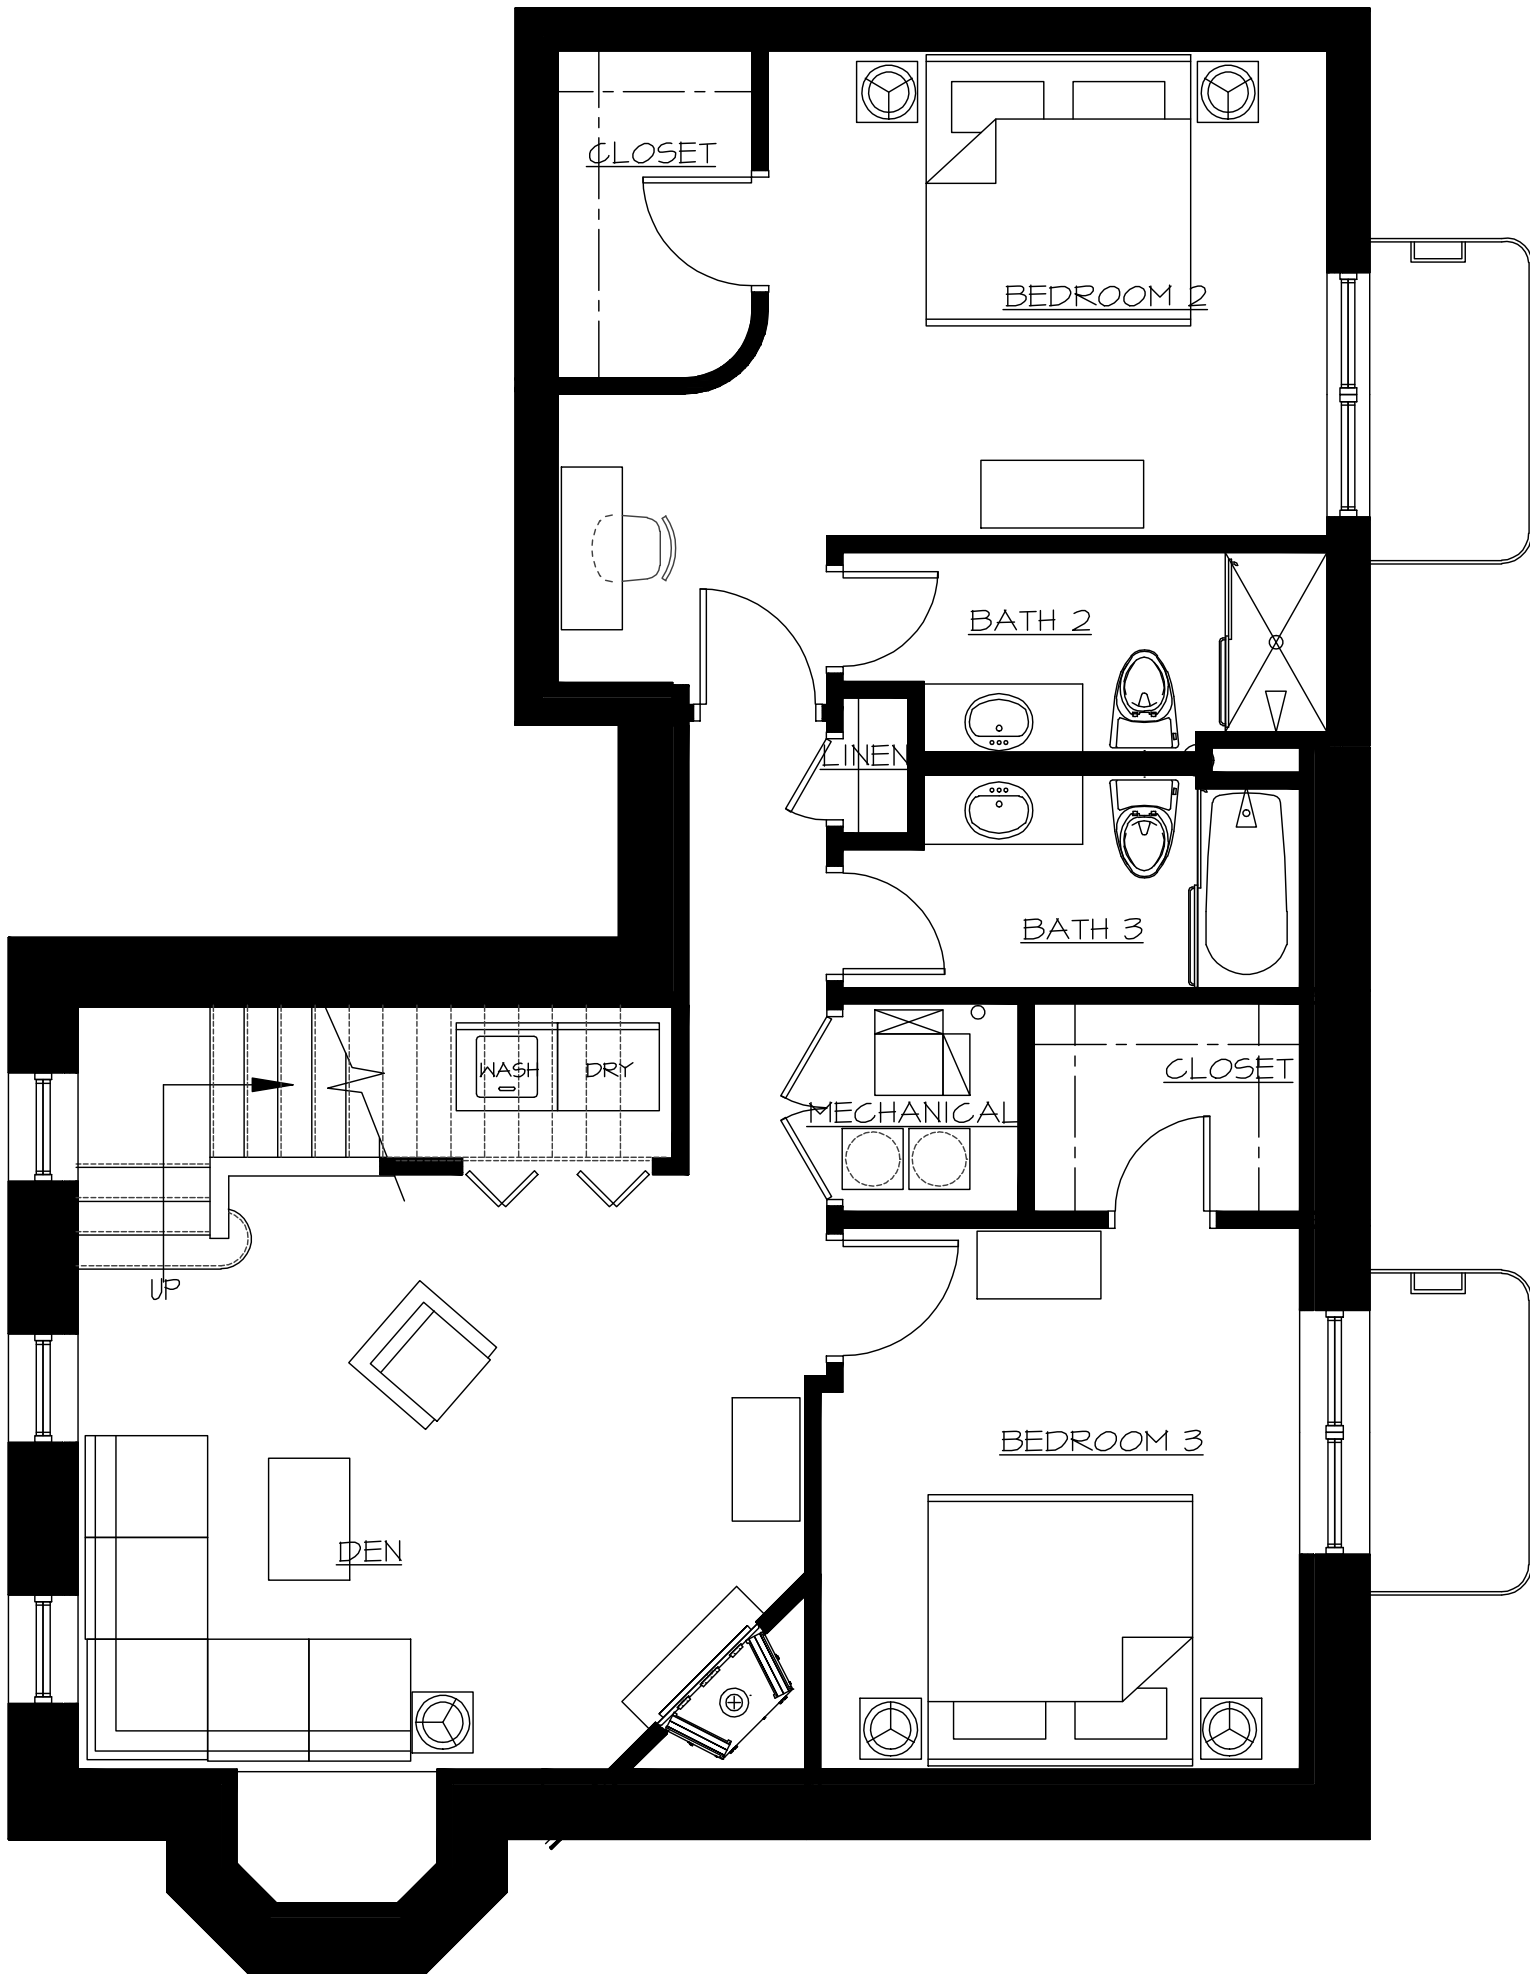 CLOSET
BEDROOM 2
BATH 2
LINEN
BATH 3
WASH
DRY
CLOSET
MECHANICAL
UP
BEDROOM 3
DEN